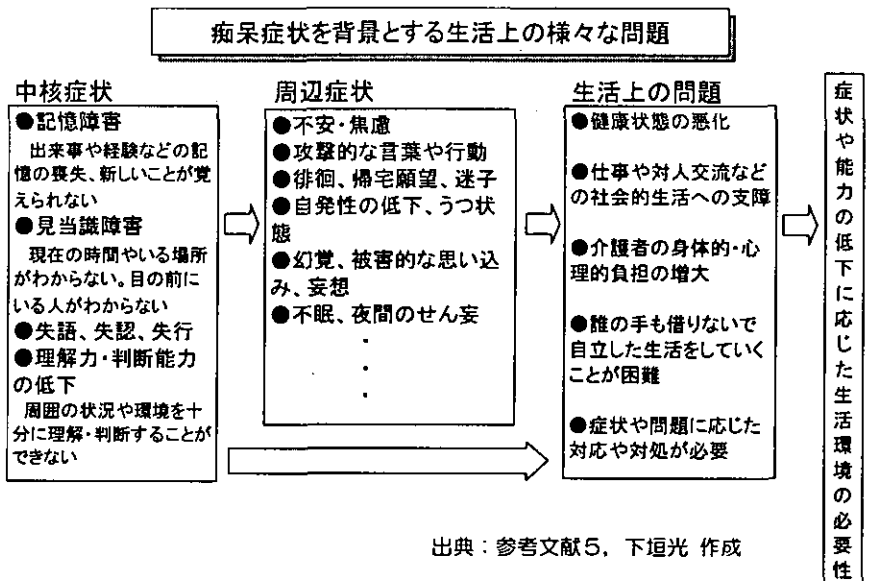 痴呆症状を背景とする生活上の様々な問題
中核症状
●記憶障害
出来事や経験などの記
憶の喪失、新しいことが覚
えられない
●見当識障害
現在の時間やいる場所
がわからない。目の前に
いる人がわからない
●失語、失認、失行
●理解力・判断能力
の低下
周囲の状況や環境を十
分に理解・判断することが
できない
周辺症状
●不安・焦慮
●攻撃的な言葉や行動
●徘徊、帰宅願望、迷子
●自発性の低下、うつ状
態
●幻覚、被害的な思い込
み、妄想
●不眠、夜間のせん妄
・
・
・
生活上の問題
●健康状態の悪化
●仕事や対人交流など
の社会的生活への支障
●介護者の身体的・心
理的負担の増大
●誰の手も借りないで
自立した生活をしていく
ことが困難
●症状や問題に応じた
対応や対処が必要
症状や能力の低下に応じた生活環境の必要性
出典：参考文献5，下垣光 作成